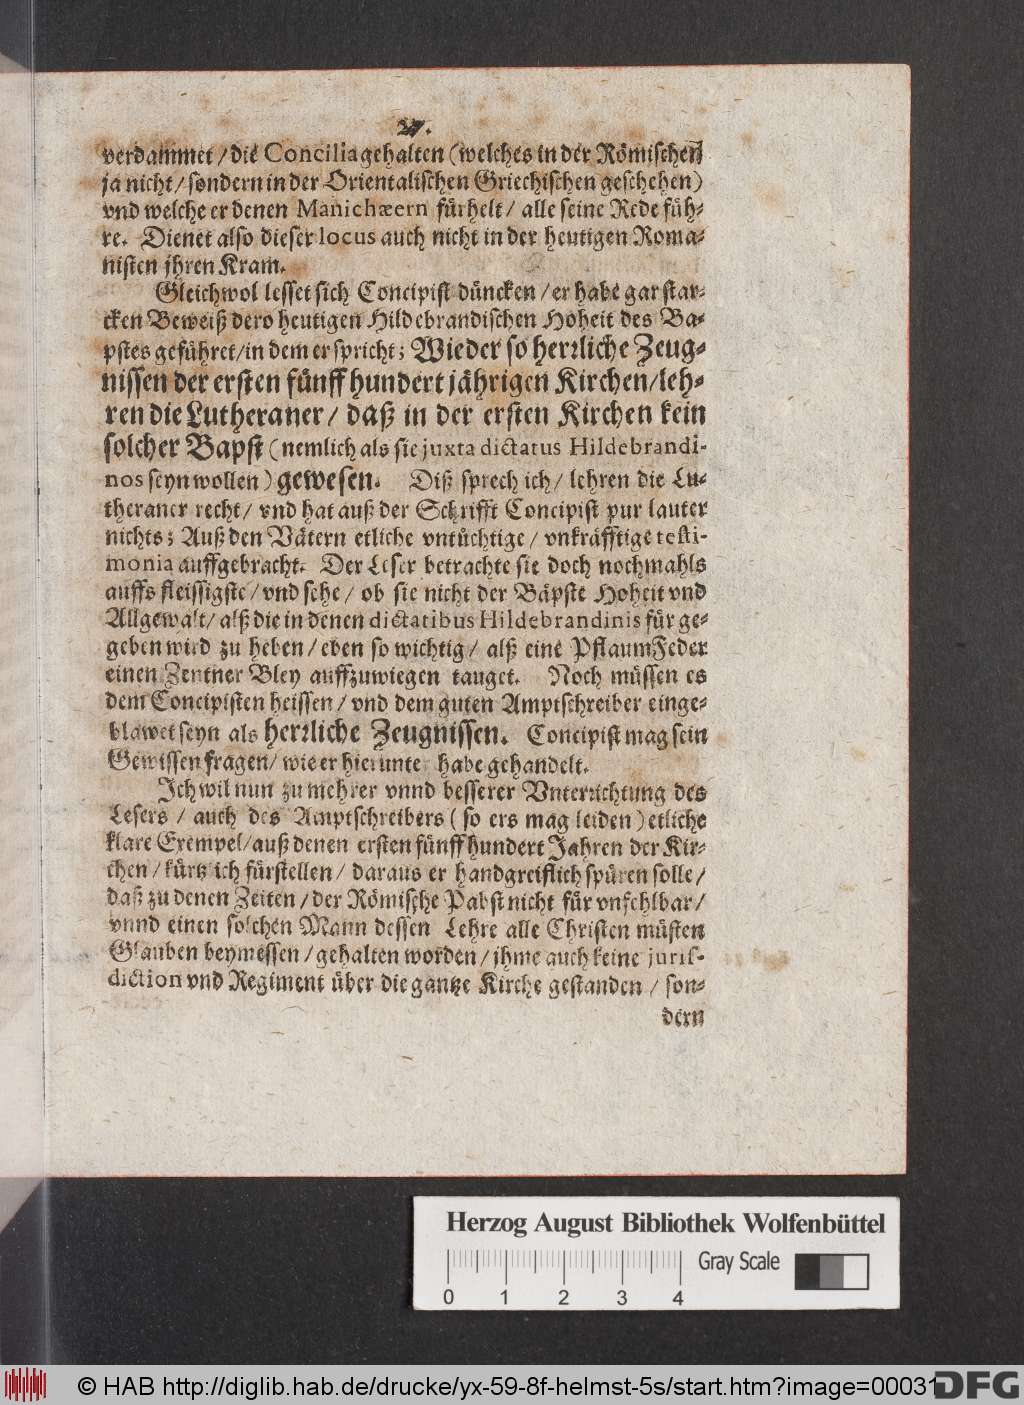 27.
verdammet / die Concilia gehalten (welches in der Römischen
ja nicht / sondern in der Orientalischen Griechischen geschehen)
vnd welche er denen Manichæern fürhelt / alle seine Rede füh-
re. Dienet also dieser locus auch nicht in der heutigen Roma-
nisten jhren Kram.
Gleichwol lesset sich Concipist düncken / er habe gar star-
cken Beweiß dero heutigen Hildebrandischen Hoheit des Ba-
pstes geführet / in dem er spricht; Wieder so herrliche Zeug-
nissen der ersten fünff hundert jährigen Kirchen / leh-
ren die Lutheraner / daß in der ersten Kirchen kein
solcher Bapst (nemlich als sie juxta dictatus Hildebrandi-
nos seyn wollen) gewesen. Diß sprech ich / lehren die Lu-
theraner recht / vnd hat auß der Schrifft Concipist pur lauter
nichts; Auß den Vätern etliche vntüchtige / vnkräfftige testi-
monia auffgebracht. Der Leser betrachte sie doch nochmahls
auffs fleissigste / vnd sehe / ob sie nicht der Bäpste Hoheit vnd
Allgewalt / alß die in denen dictatibus Hildebrandinis für ge-
geben wird zu heben / eben so wichtig / alß eine PflaumFeder
einen Zentner Bley auffzuwiegen tauget. Noch müssen es
dem Concipisten heissen / vnd dem guten Amptschreiber einge-
blawet seyn als herrliche Zeugnissen. Concipist mag sein
Gewissen fragen / wie er hierunte habe gehandelt.
Ich wil nun zu mehrer vnnd besserer Vnterrichtung des
Lesers / auch des Amptschreibers (so ers mag leiden) etliche
klare Exempel / auß denen ersten fünff hundert Jahren der Kir-
chen / kürtzlich fürstellen / daraus er handgreiflich spüren solle /
daß zu denen Zeiten / der Römische Pabst nicht für vnfehlbar /
vnnd einen solchen Mann dessen Lehre alle Christen müsten
Glauben beymessen / gehalten worden / jhme auch keine juris-
diction vnd Regiment über die gantze Kirche gestanden / son-
dern
Herzog August Bibliothek Wolfenbüttel
Gray Scale
0 1 2 3 4
© HAB http://diglib.hab.de/drucke/yx-59-8f-helmst-5s/start.htm?image=00031
DFG